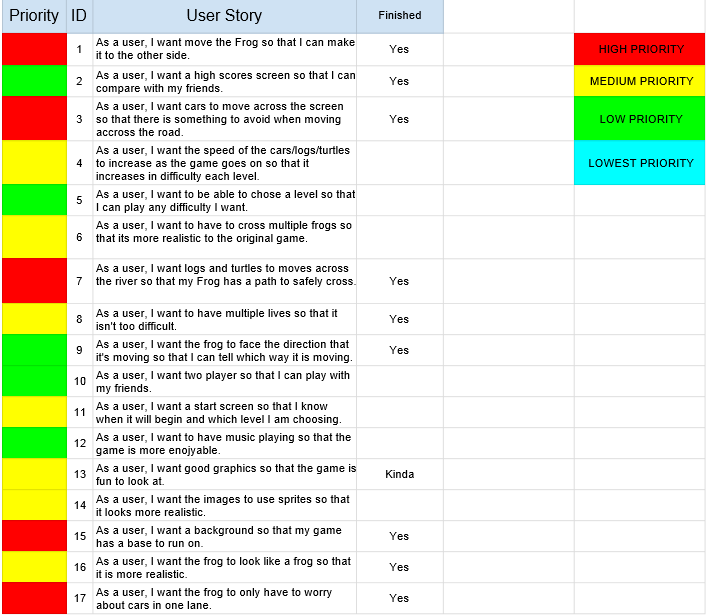 Priority ID User Story Finished
1 As a user, I want move the Frog so that I can make Yes HIGH PRIORITY
it to the other side.
2 As a user, I want a high scores screen so that I can Yes MEDIUM PRIORITY
compare with my friends.
3 As a user, I want cars to move across the screen Yes LOW PRIORITY
so that there is something to avoid when moving
accross the road.
4 As a user, I want the speed of the cars/logs/turtles LOWEST PRIORITY
to increase as the game goes on so that it
increases in difficulty each level.
5 As a user, I want to be able to chose a level so that
I can play any difficulty I want.
6 As a user, I want to have to cross multiple frogs so
that its more realistic to the original game.
7 As a user, I want logs and turtles to moves across Yes
the river so that my Frog has a path to safely cross.
8 As a user, I want to have multiple lives so that it Yes
isn't too difficult.
9 As a user, I want the frog to face the direction that Yes
it's moving so that I can tell which way it is moving.
10 As a user, I want two player so that I can play with
my friends.
11 As a user, I want a start screen so that I know
when it will begin and which level I am choosing.
12 As a user, I want to have music playing so that the
game is more enojyable.
13 As a user, I want good graphics so that the game is Kinda
fun to look at.
14 As a user, I want the images to use sprites so that
it looks more realistic.
15 As a user, I want a background so that my game Yes
has a base to run on.
16 As a user, I want the frog to look like a frog so that Yes
it is more realistic.
17 As a user, I want the frog to only have to worry Yes
about cars in one lane.